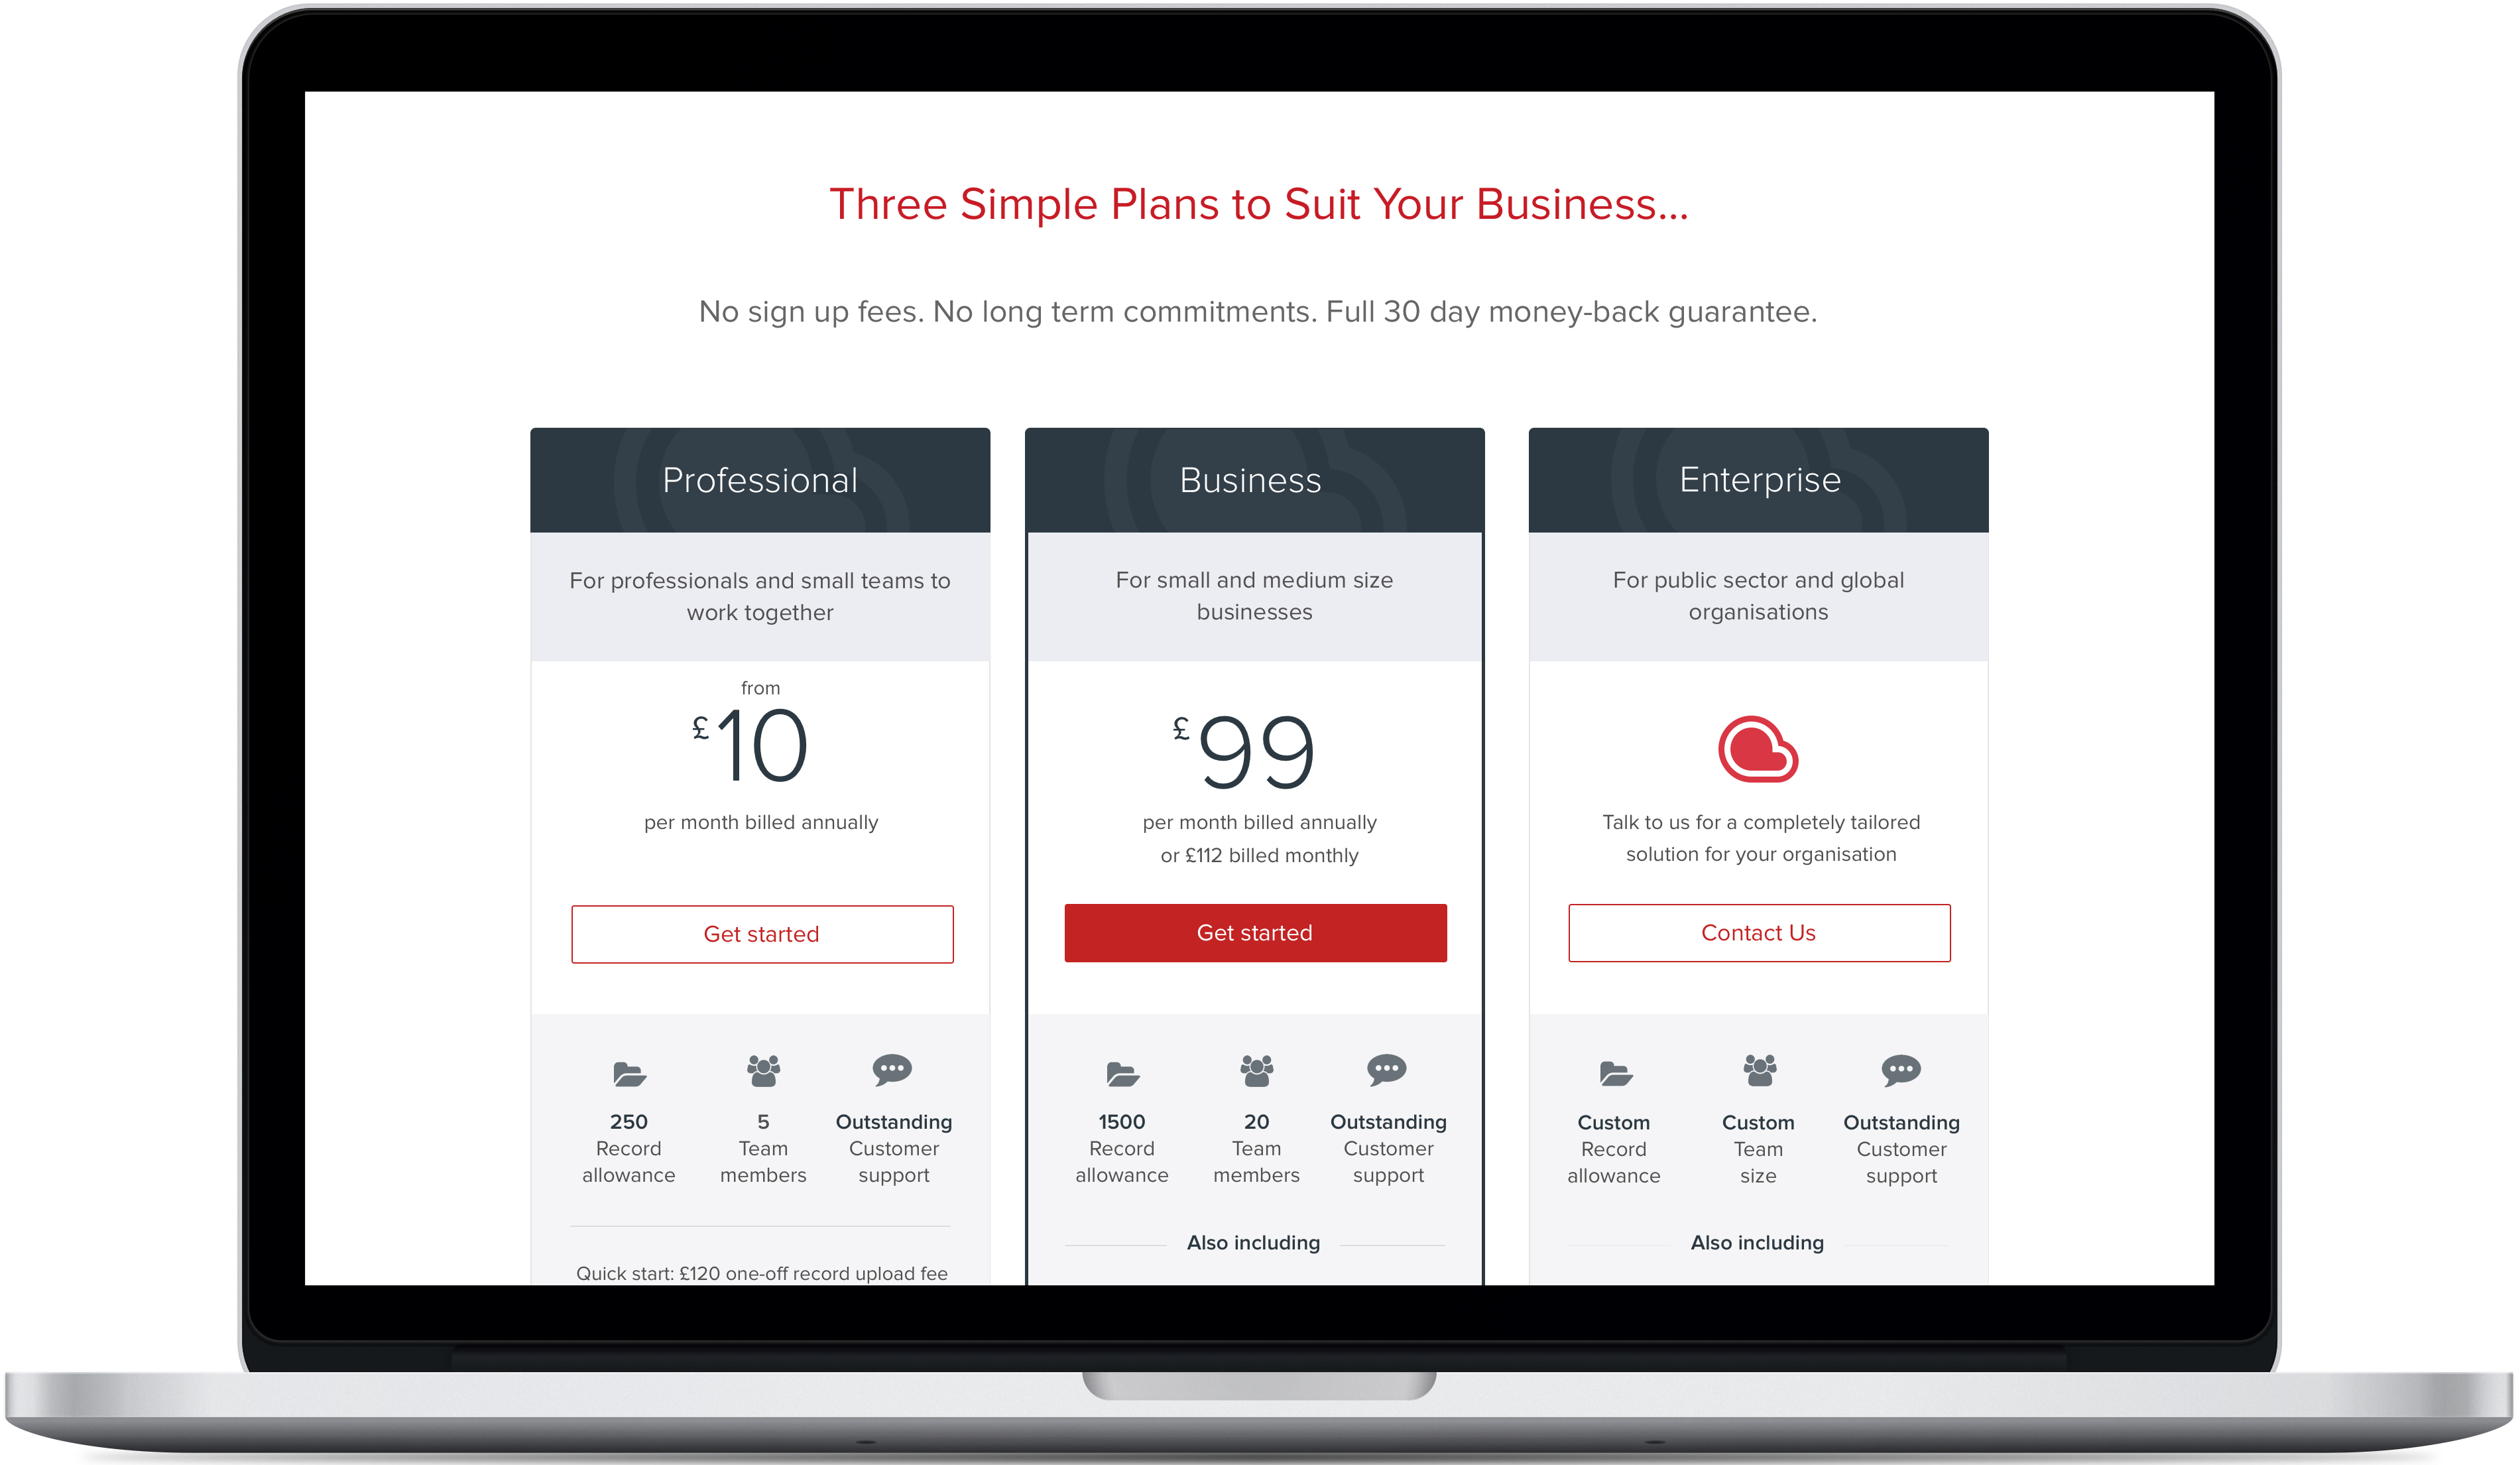 Three Simple Plans to Suit Your Business...
No sign up fees. No long term commitments. Full 30 day money-back guarantee.
Professional
For professionals and small teams to
work together
from
£10
per month billed annually
Get started
250
Record
allowance
5
Team
members
Outstanding
Customer
support
Quick start: £120 one-off record upload fee
Business
For small and medium size
businesses
£99
per month billed annually
or £112 billed monthly
Get started
1500
Record
allowance
20
Team
members
Outstanding
Customer
support
Also including
Enterprise
For public sector and global
organisations
Talk to us for a completely tailored
solution for your organisation
Contact Us
Custom
Record
allowance
Custom
Team
size
Outstanding
Customer
support
Also including